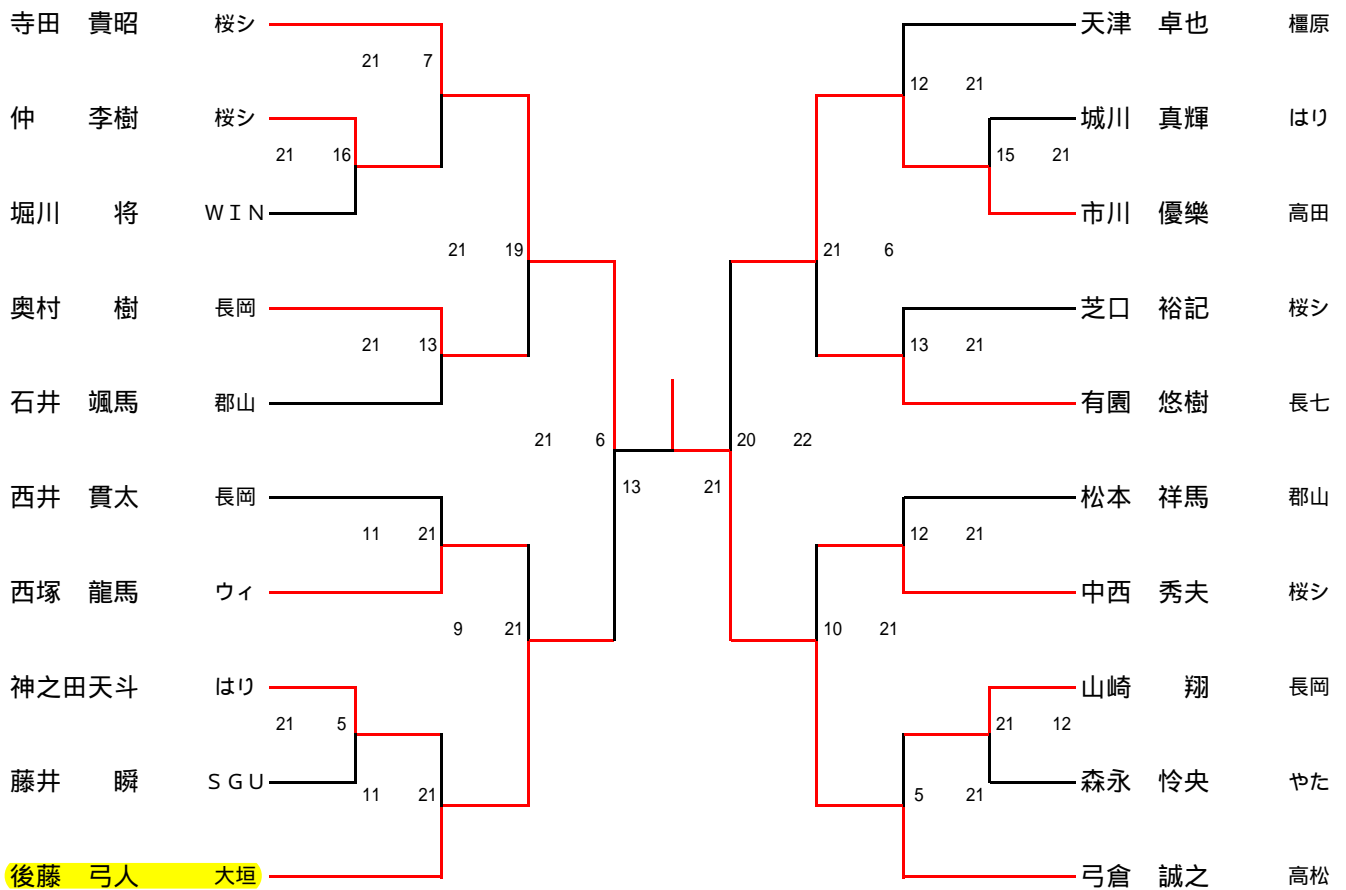 寺田 貴昭 桜シ 天津 卓也 橿原
21 7
12 21
仲 李樹 桜シ 城川 真輝 はり
21 16 15 21
堀川 将 ＷＩＮ 市川 優樂 高田
21 19 21 6
奥村 樹 長岡 芝口 裕記 桜シ
21 13 13 21
石井 颯馬 郡山 有園 悠樹 長七
21 6 20 22
13 21
西井 貫太 長岡 松本 祥馬 郡山
11 21 12 21
西塚 龍馬 ウィ 中西 秀夫 桜シ
9 21 10 21
神之田天斗 はり 山崎 翔 長岡
21 5 21 12
藤井 瞬 ＳＧＵ 森永 怜央 やた
11 21 5 21
後藤 弓人 大垣 弓倉 誠之 高松